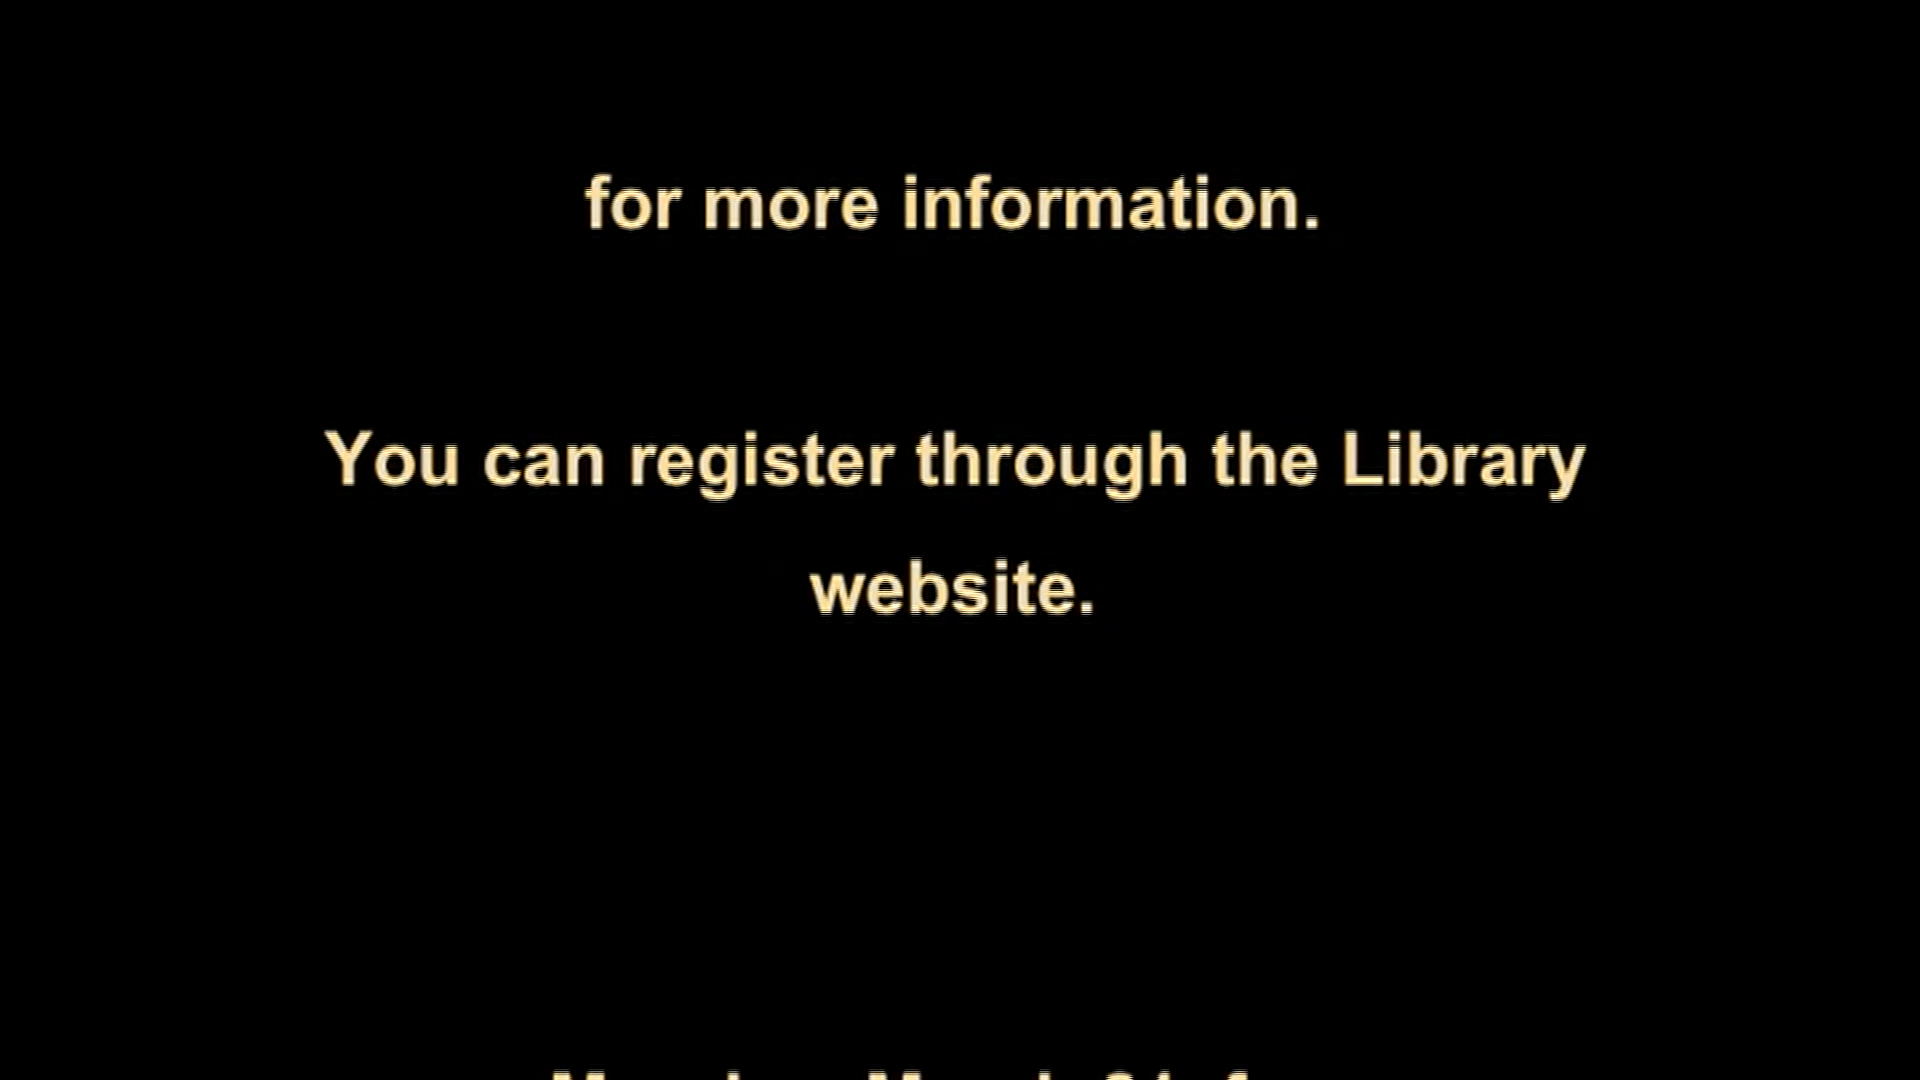 for more information.
You can register through the Library
website.